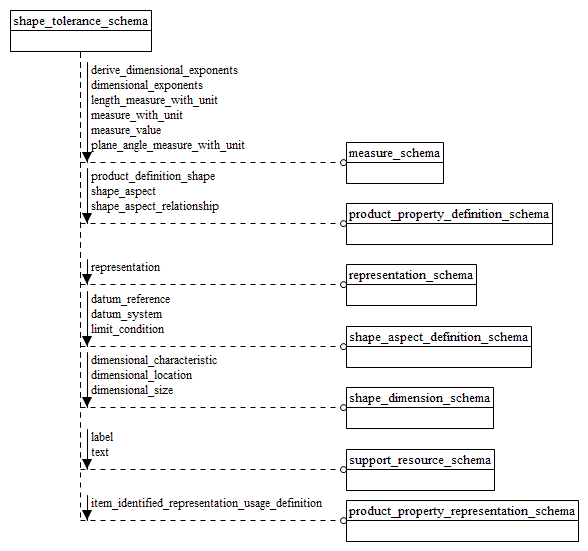 shape_tolerance_schema
derive_dimensional_exponents
dimensional_exponents
length_measure_with_unit
measure_with_unit
measure_value
plane_angle_measure_with_unit
measure_schema
product_definition_shape
shape_aspect
shape_aspect_relationship
product_property_definition_schema
representation
representation_schema
datum_reference
datum_system
limit_condition
shape_aspect_definition_schema
dimensional_characteristic
dimensional_location
dimensional_size
shape_dimension_schema
label
text
support_resource_schema
item_identified_representation_usage_definition
product_property_representation_schema